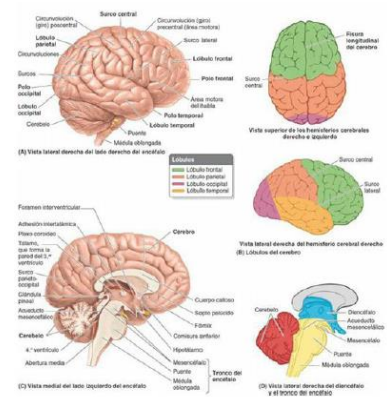 Circunvolución
(giro) poscentral
Surco central
Circunvolución (giro)
precentral (área motora)
Lóbulo
parietal
Surco lateral
Circunvoluciones
Lóbulo frontal
Surcos
Polo frontal
Polo
occipital
Área motora
del habla
Lóbulo
occipital
Polo temporal
Lóbulo temporal
Cerebelo
Puente
Médula oblongada
(A) Vista lateral derecha del lado derecho del encéfalo
Fisura
longitudinal
del cerebro
Surco
central
Vista superior de los hemisferios cerebrales
derecho e izquierdo
Lóbulos
Lóbulo frontal
Lóbulo parietal
Lóbulo occipital
Lóbulo temporal
Surco central
Surco
lateral
Vista lateral derecha del hemisferio cerebral derecho
(B) Lóbulos del cerebro
Foramen interventricular
Adhesión intertalámica
Plexo coroideo
Tálamo,
que forma la
pared del 3.er
ventrículo
Surco
parieto-
occipital
Glándula
pineal
Acueducto
mesencefálico
Cerebelo
4.º ventrículo
Abertura media
Cerebro
Cuerpo calloso
Septo pelúcido
Fórnix
Comisura anterior
Hipotálamo
Mesencéfalo
Puente
Médula
oblongada
Tronco del
encéfalo
(C) Vista medial del lado izquierdo del encéfalo
Cerebelo
Diencéfalo
Acueducto
mesencefálico
Puente
Médula oblongada
(D) Vista lateral derecha del diencéfalo
y el tronco del encéfalo